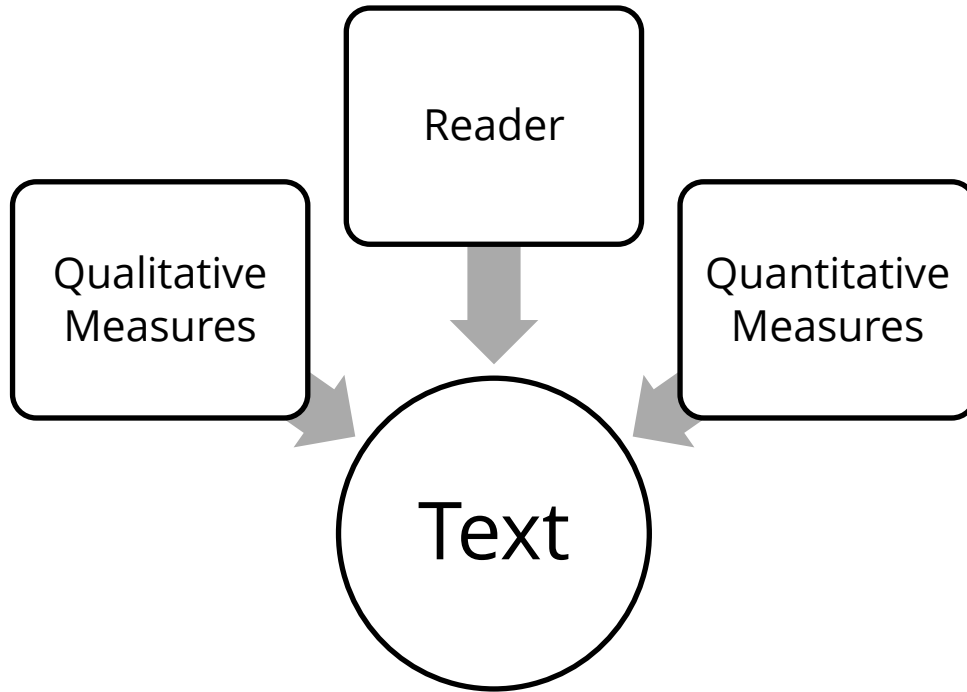 Reader
Qualitative
Measures
Quantitative
Measures
Text